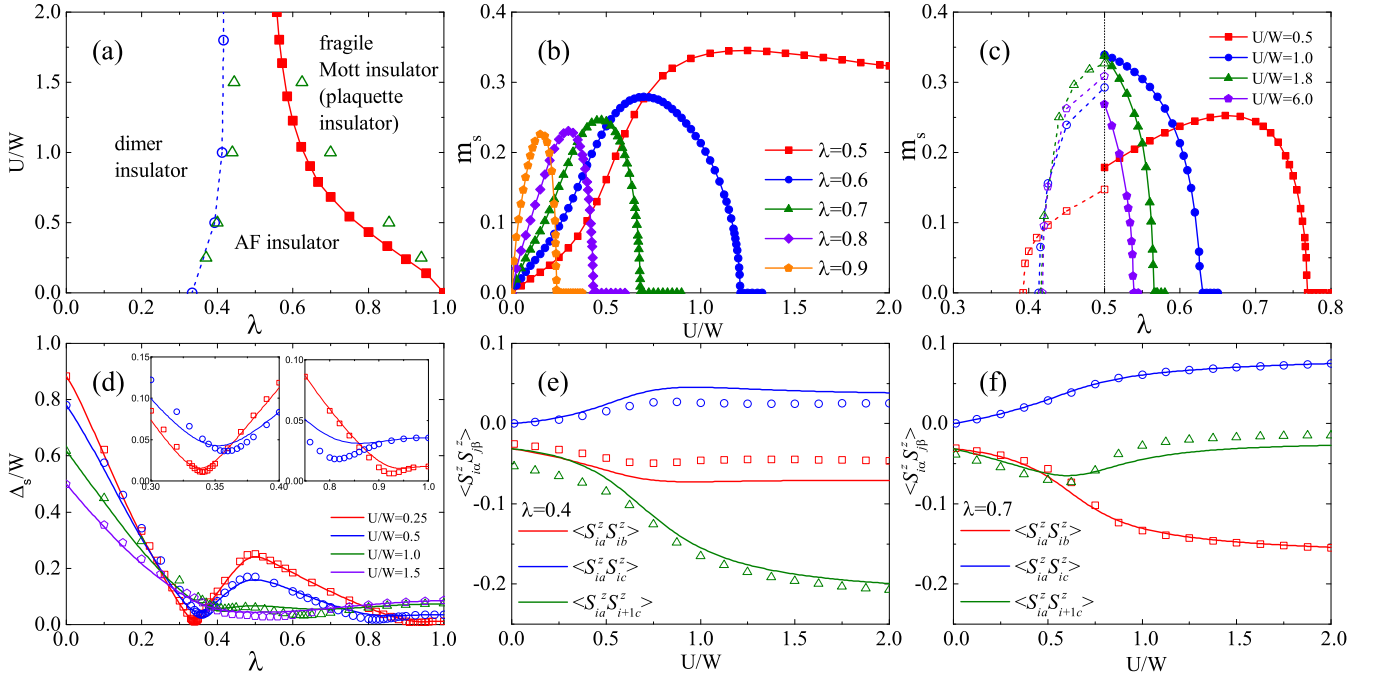 (a)
fragile
Mott insulator
(plaquette
insulator)
dimer
insulator
AF insulator
U/W
2.0
1.5
1.0
0.5
0.0
0.0 0.2 0.4 0.6 0.8 1.0
λ
(b)
m_s
0.4
0.3
0.2
0.1
0.0
λ=0.5
λ=0.6
λ=0.7
λ=0.8
λ=0.9
0.0 0.5 1.0 1.5 2.0
U/W
(c)
m_s
0.4
0.3
0.2
0.1
0.0
U/W=0.5
U/W=1.0
U/W=1.8
U/W=6.0
0.3 0.4 0.5 0.6 0.7 0.8
λ
(d)
Δ_s/W
1.0
0.8
0.6
0.4
0.2
0.0
0.15
0.10
0.05
0.00
0.30 0.35 0.40
0.10
0.05
0.00
0.8 0.9 1.0
U/W=0.25
U/W=0.5
U/W=1.0
U/W=1.5
0.0 0.2 0.4 0.6 0.8 1.0
λ
(e)
<S^z_{iα} S^z_{jβ}>
0.1
0.0
-0.1
-0.2
λ=0.4
<S^z_{ia} S^z_{ib}>
<S^z_{ia} S^z_{ic}>
<S^z_{ia} S^z_{i+1c}>
0.0 0.5 1.0 1.5 2.0
U/W
(f)
<S^z_{iα} S^z_{jβ}>
0.1
0.0
-0.1
-0.2
λ=0.7
<S^z_{ia} S^z_{ib}>
<S^z_{ia} S^z_{ic}>
<S^z_{ia} S^z_{i+1c}>
0.0 0.5 1.0 1.5 2.0
U/W